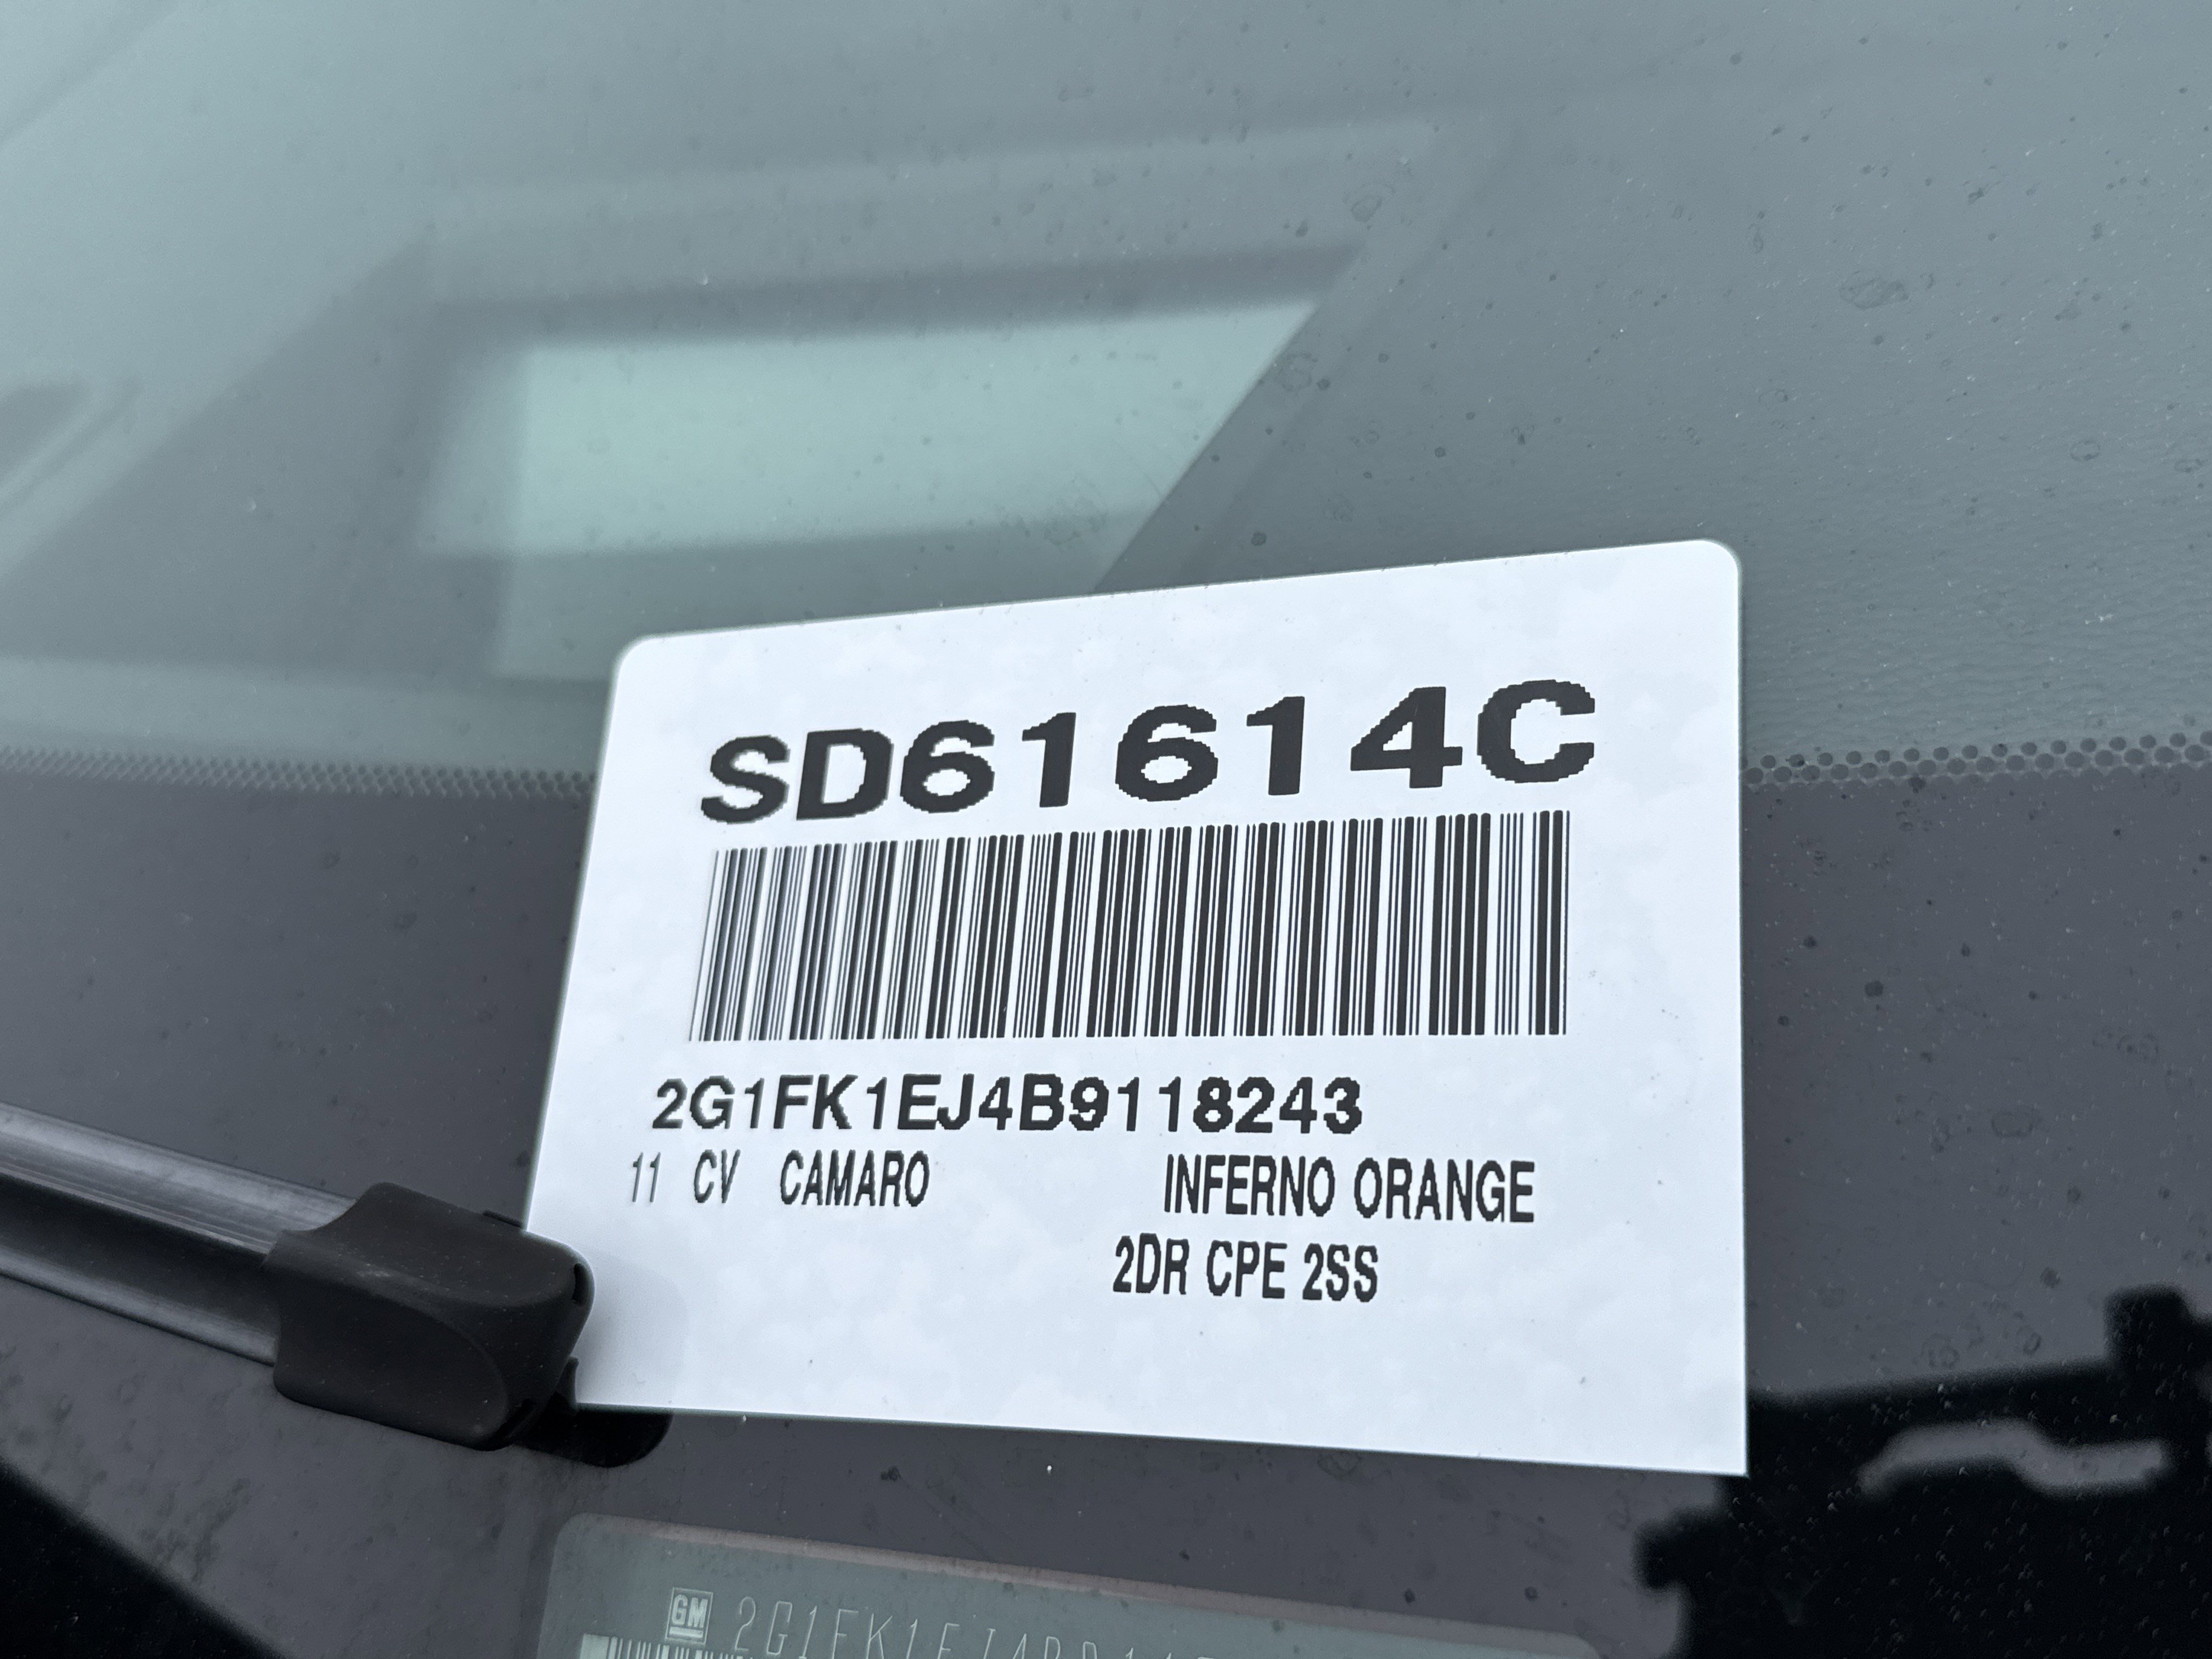 SD61614C
2G1FK1EJ4B9118243
11 CV CAMARO INFERNO ORANGE
2DR CPE 2SS
GM